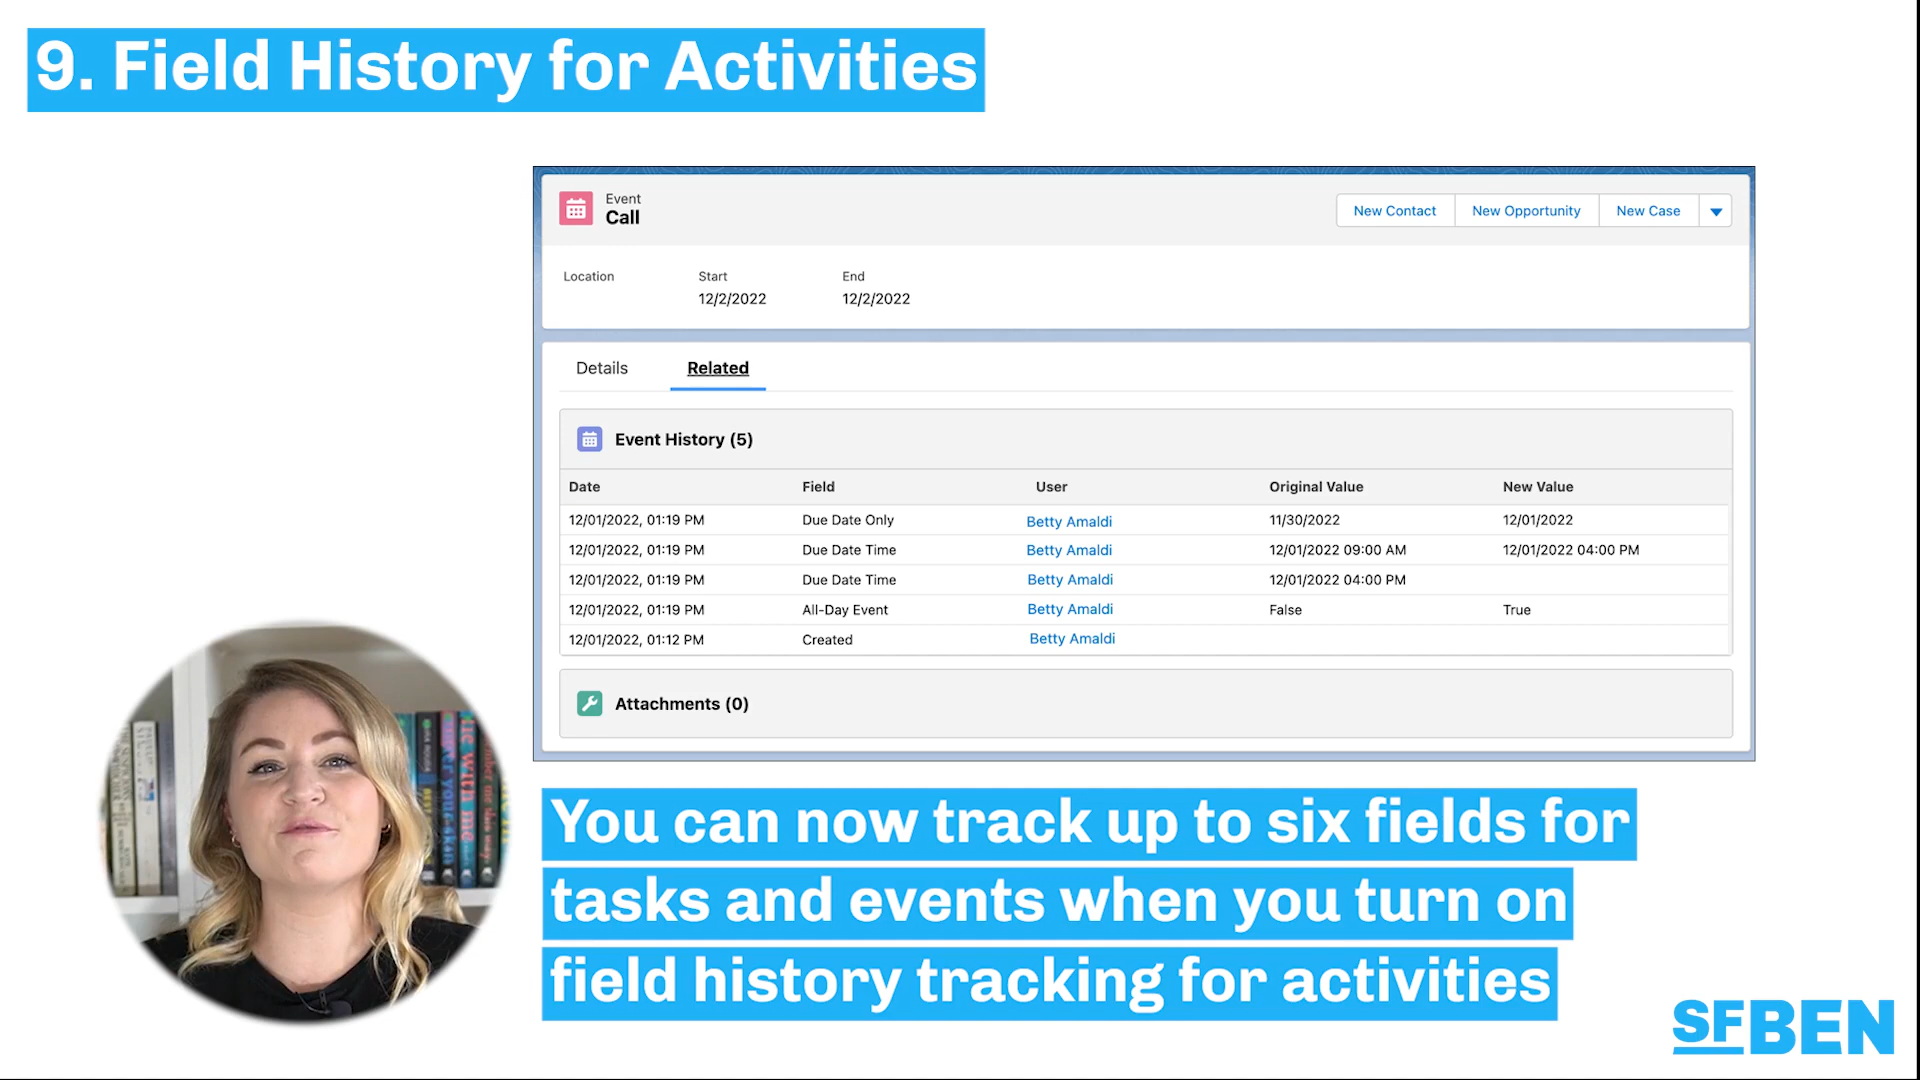 9. Field History for Activities
Event
Call
New Contact New Opportunity New Case
Location Start End
12/2/2022 12/2/2022
Details Related
Event History (5)
Date Field User Original Value New Value
12/01/2022, 01:19 PM Due Date Only Betty Amaldi 11/30/2022 12/01/2022
12/01/2022, 01:19 PM Due Date Time Betty Amaldi 12/01/2022 09:00 AM 12/01/2022 04:00 PM
12/01/2022, 01:19 PM Due Date Time Betty Amaldi 12/01/2022 04:00 PM
12/01/2022, 01:19 PM All-Day Event Betty Amaldi False True
12/01/2022, 01:12 PM Created Betty Amaldi
Attachments (0)
You can now track up to six fields for
tasks and events when you turn on
field history tracking for activities
SFBEN